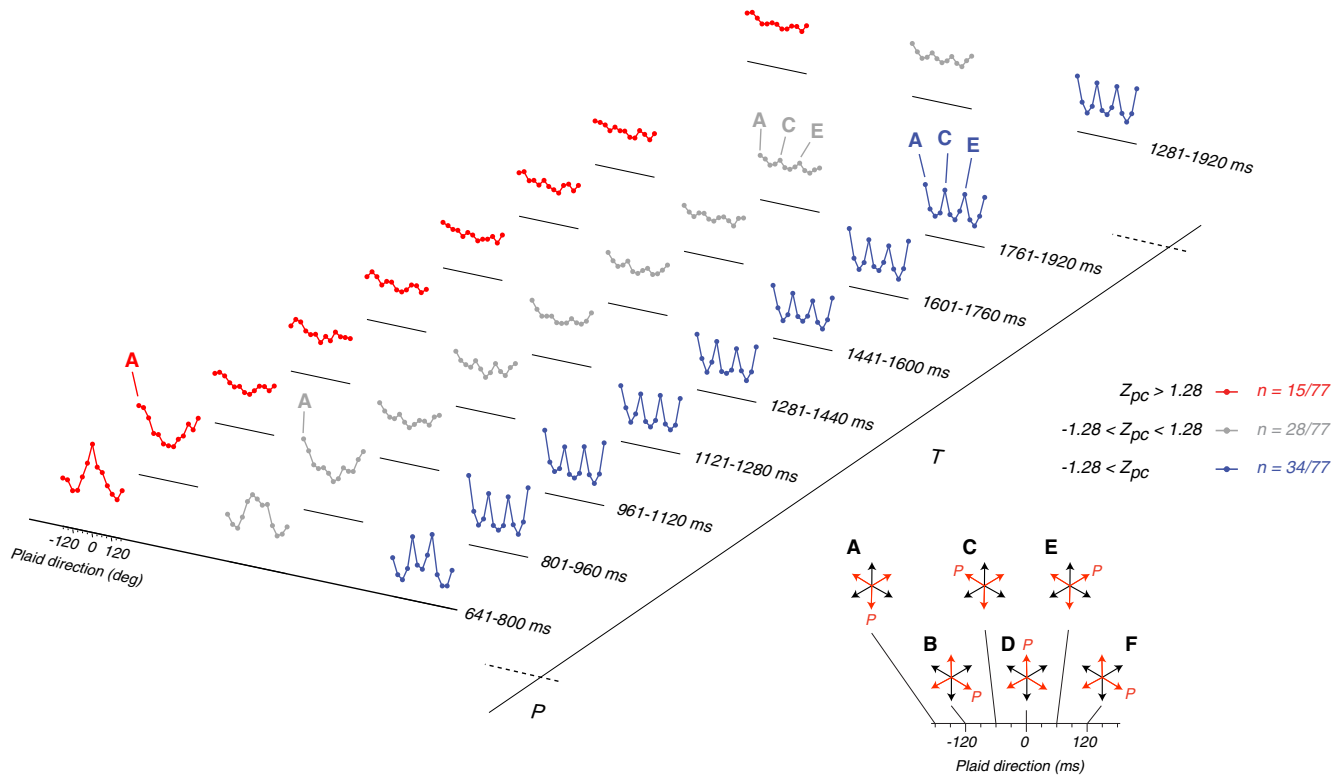 A C E
A C E
1281-1920 ms
1761-1920 ms
1601-1760 ms
1441-1600 ms
1281-1440 ms
1121-1280 ms
961-1120 ms
801-960 ms
641-800 ms
A
A
-120 0 120
Plaid direction (deg)
T
P
Zpc > 1.28 n = 15/77
-1.28 < Zpc < 1.28 n = 28/77
-1.28 < Zpc n = 34/77
A C E
P P P
B D F
P P P
-120 0 120
Plaid direction (ms)